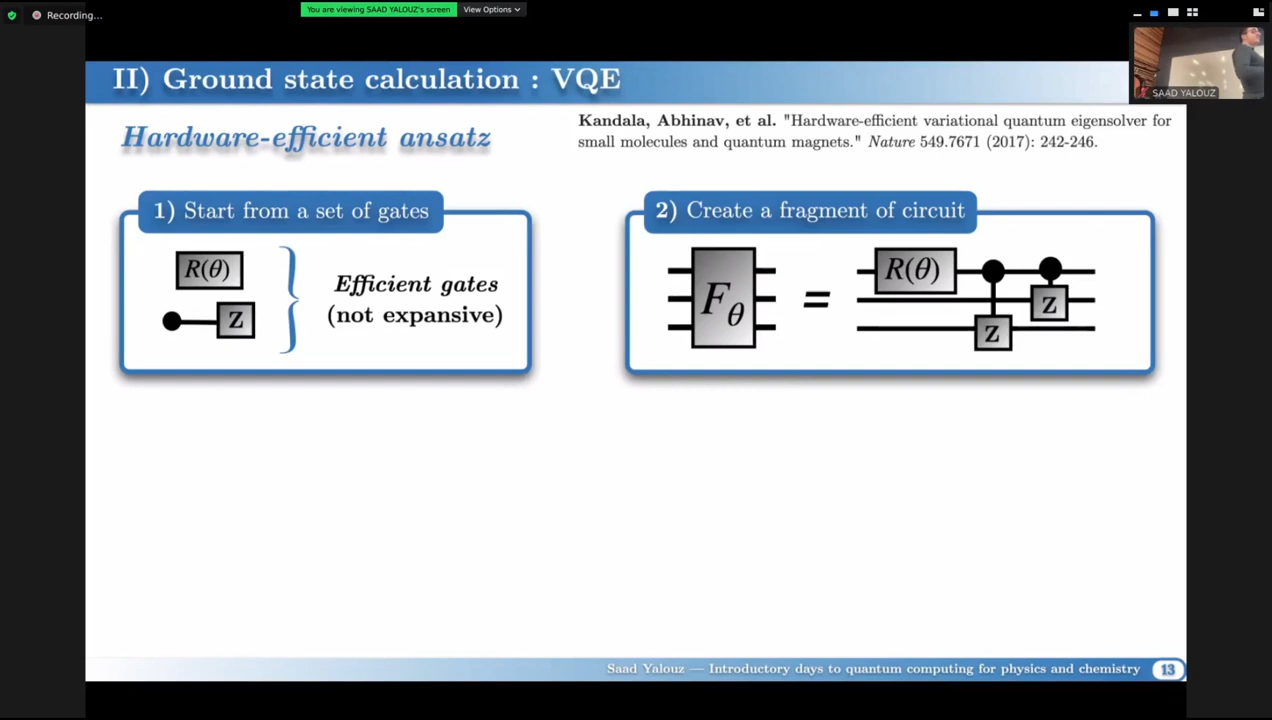 Recording...
You are viewing SAAD YALOUZ's screen
View Options
SAAD YALOUZ
II) Ground state calculation : VQE
Hardware-efficient ansatz
Kandala, Abhinav, et al. "Hardware-efficient variational quantum eigensolver for
small molecules and quantum magnets." Nature 549.7671 (2017): 242-246.
1) Start from a set of gates
R(θ)
Z
Efficient gates
(not expansive)
2) Create a fragment of circuit
Fθ = R(θ)
Z
Z
Saad Yalouz — Introductory days to quantum computing for physics and chemistry 13